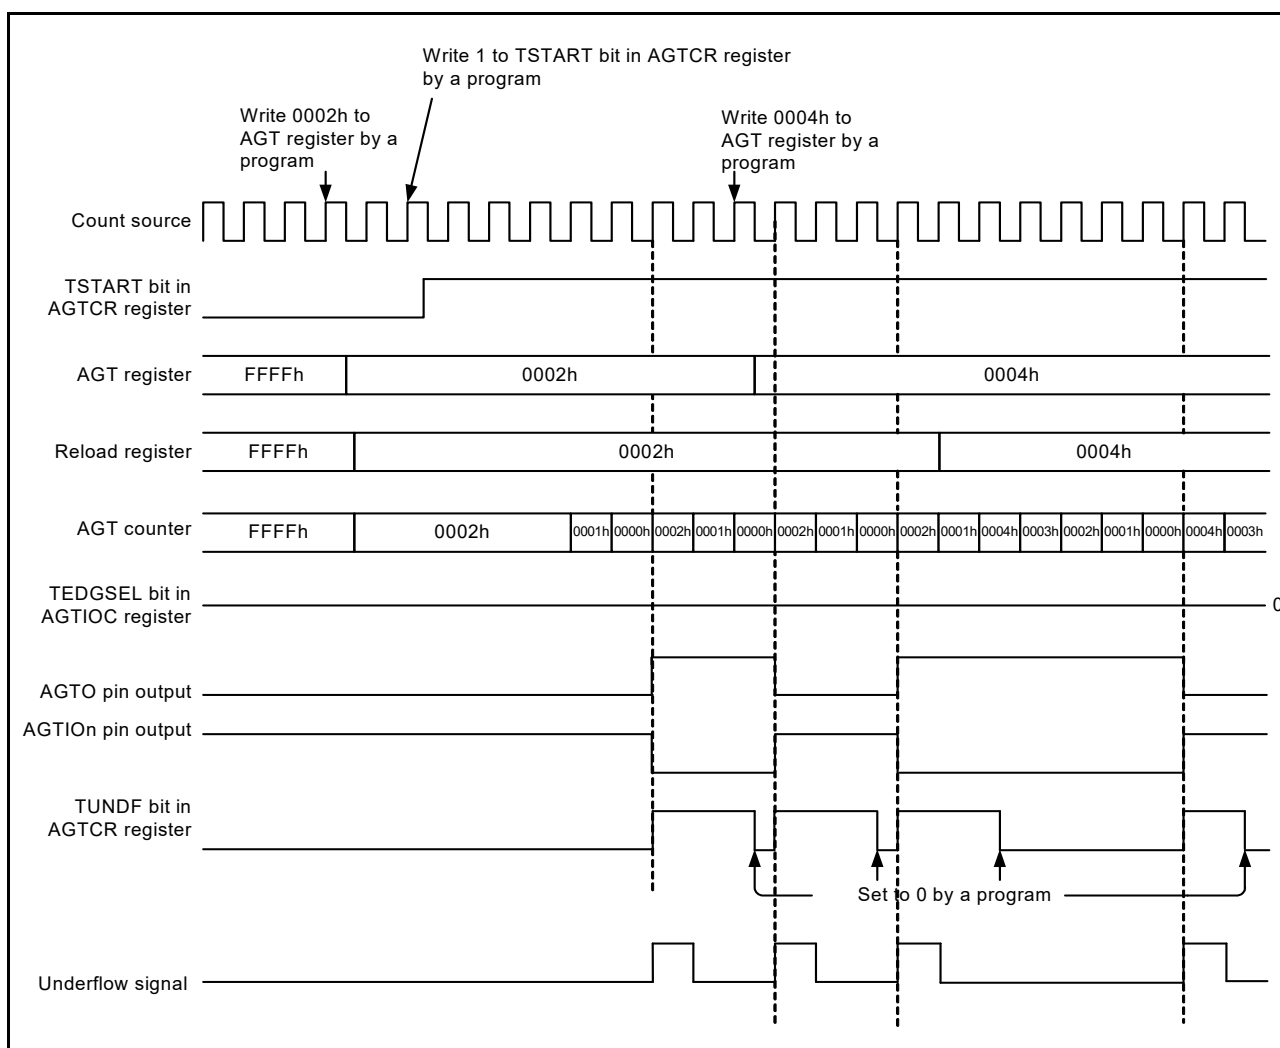 Write 1 to TSTART bit in AGTCR register
by a program
Write 0002h to
AGT register by a
program
Write 0004h to
AGT register by a
program
Count source
TSTART bit in
AGTCR register
AGT register
FFFFh 0002h 0004h
Reload register
FFFFh 0002h 0004h
AGT counter
FFFFh 0002h 0001h 0000h 0002h 0001h 0000h 0002h 0001h 0000h 0002h 0001h 0004h 0003h 0002h 0001h 0000h 0004h 0003h
TEDGSEL bit in
AGTIOC register
0
AGTO pin output
AGTIOn pin output
TUNDF bit in
AGTCR register
Set to 0 by a program
Underflow signal